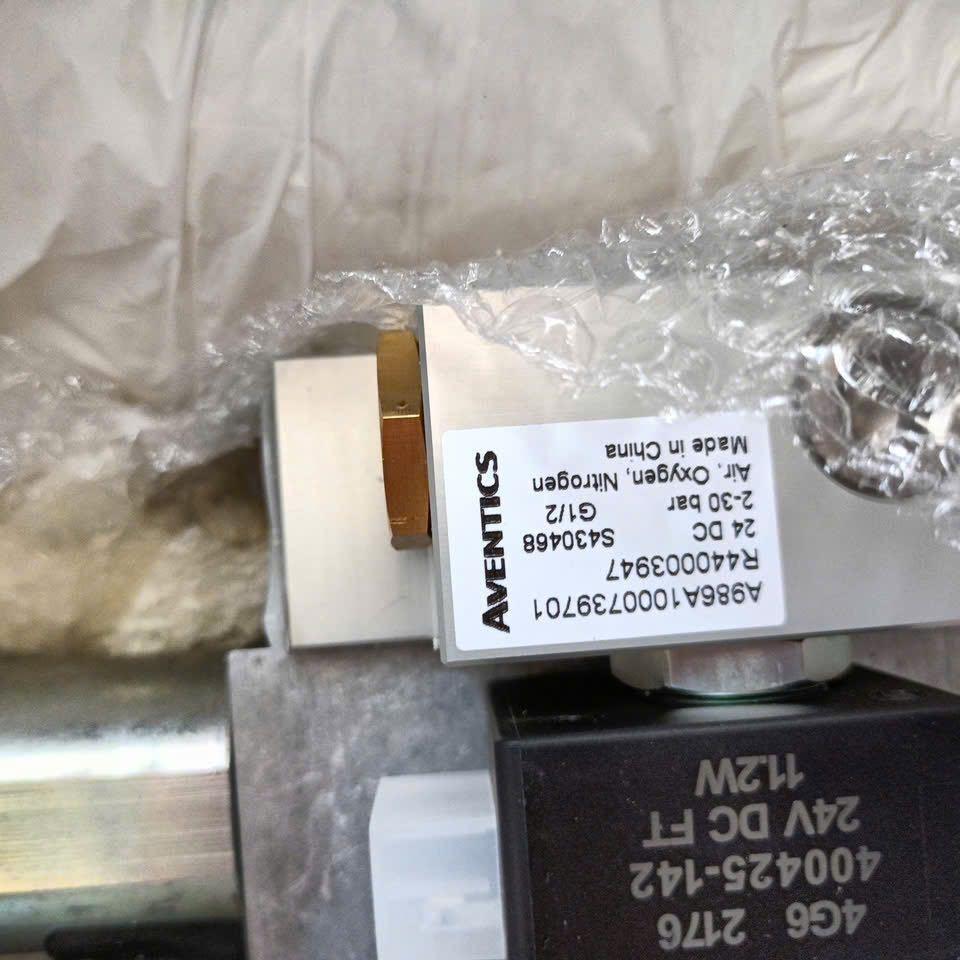 AVENTICS
A986A1000739701
R440003947
24 DC S430468
2-30 bar G1/2
Air, Oxygen, Nitrogen
Made in China
4G6 2176
400425-142
24V DC FT
11.2W